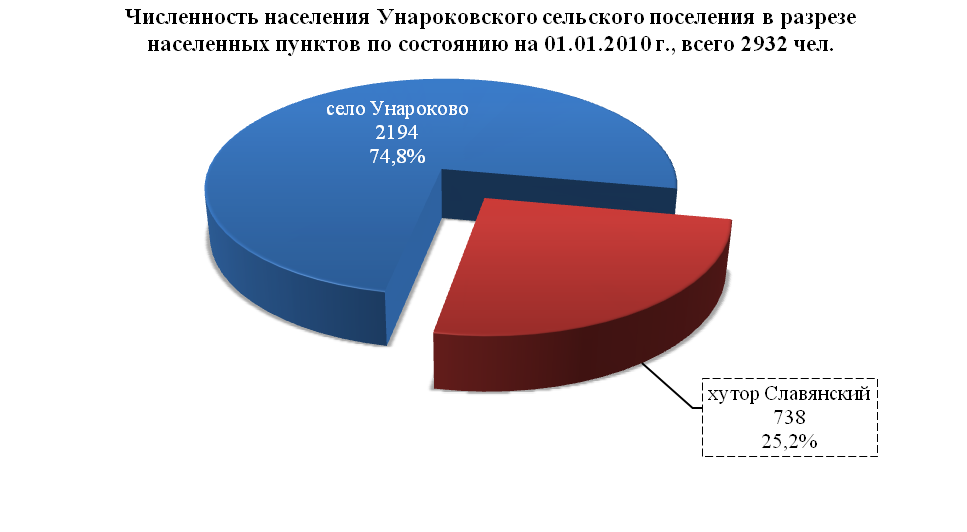 Численность населения Унароковского сельского поселения в разрезе
населенных пунктов по состоянию на 01.01.2010 г., всего 2932 чел.
село Унароково
2194
74,8%
хутор Славянский
738
25,2%